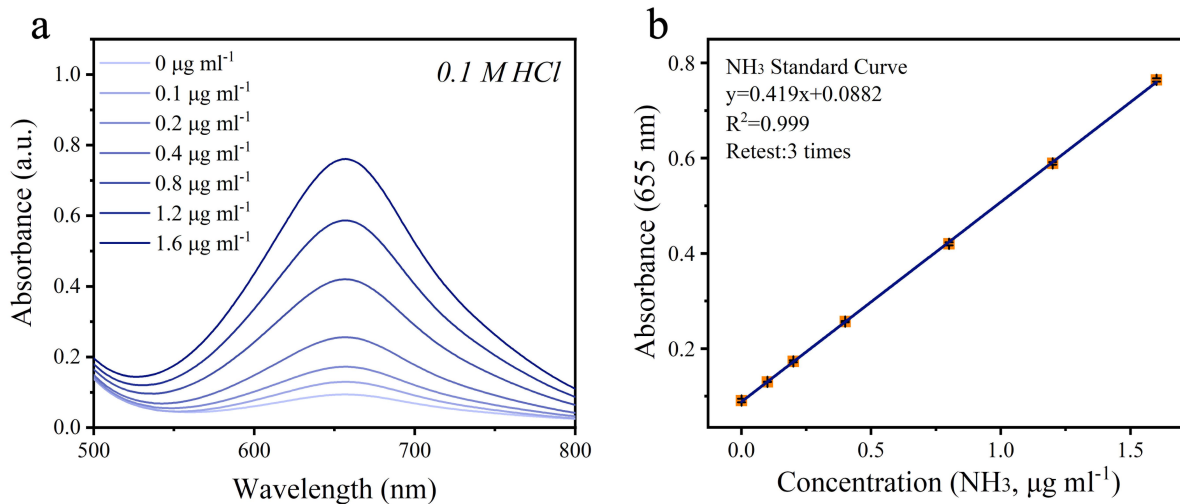 a
0.1 M HCl
0 μg ml⁻¹
0.1 μg ml⁻¹
0.2 μg ml⁻¹
0.4 μg ml⁻¹
0.8 μg ml⁻¹
1.2 μg ml⁻¹
1.6 μg ml⁻¹
Absorbance (a.u.)
1.0
0.8
0.6
0.4
0.2
0.0
500
600
700
800
Wavelength (nm)
b
NH₃ Standard Curve
y=0.419x+0.0882
R²=0.999
Retest:3 times
Absorbance (655 nm)
0.8
0.6
0.4
0.2
0.0
0.5
1.0
1.5
Concentration (NH₃, μg ml⁻¹)